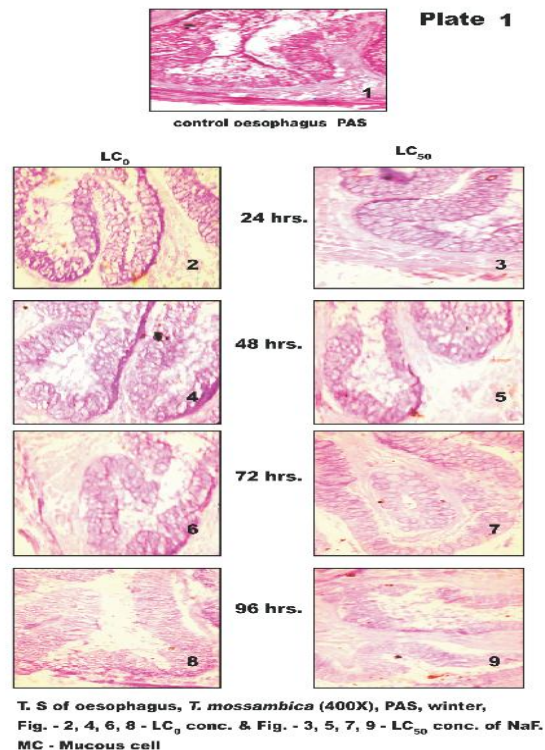 Plate 1
1
control oesophagus PAS
LC₀
LC₅₀
2
24 hrs.
3
4
48 hrs.
5
6
72 hrs.
7
8
96 hrs.
9
T. S of oesophagus, T. mossambica (400X), PAS, winter,
Fig. - 2, 4, 6, 8 - LC₀ conc. & Fig. - 3, 5, 7, 9 - LC₅₀ conc. of NaF.
MC - Mucous cell